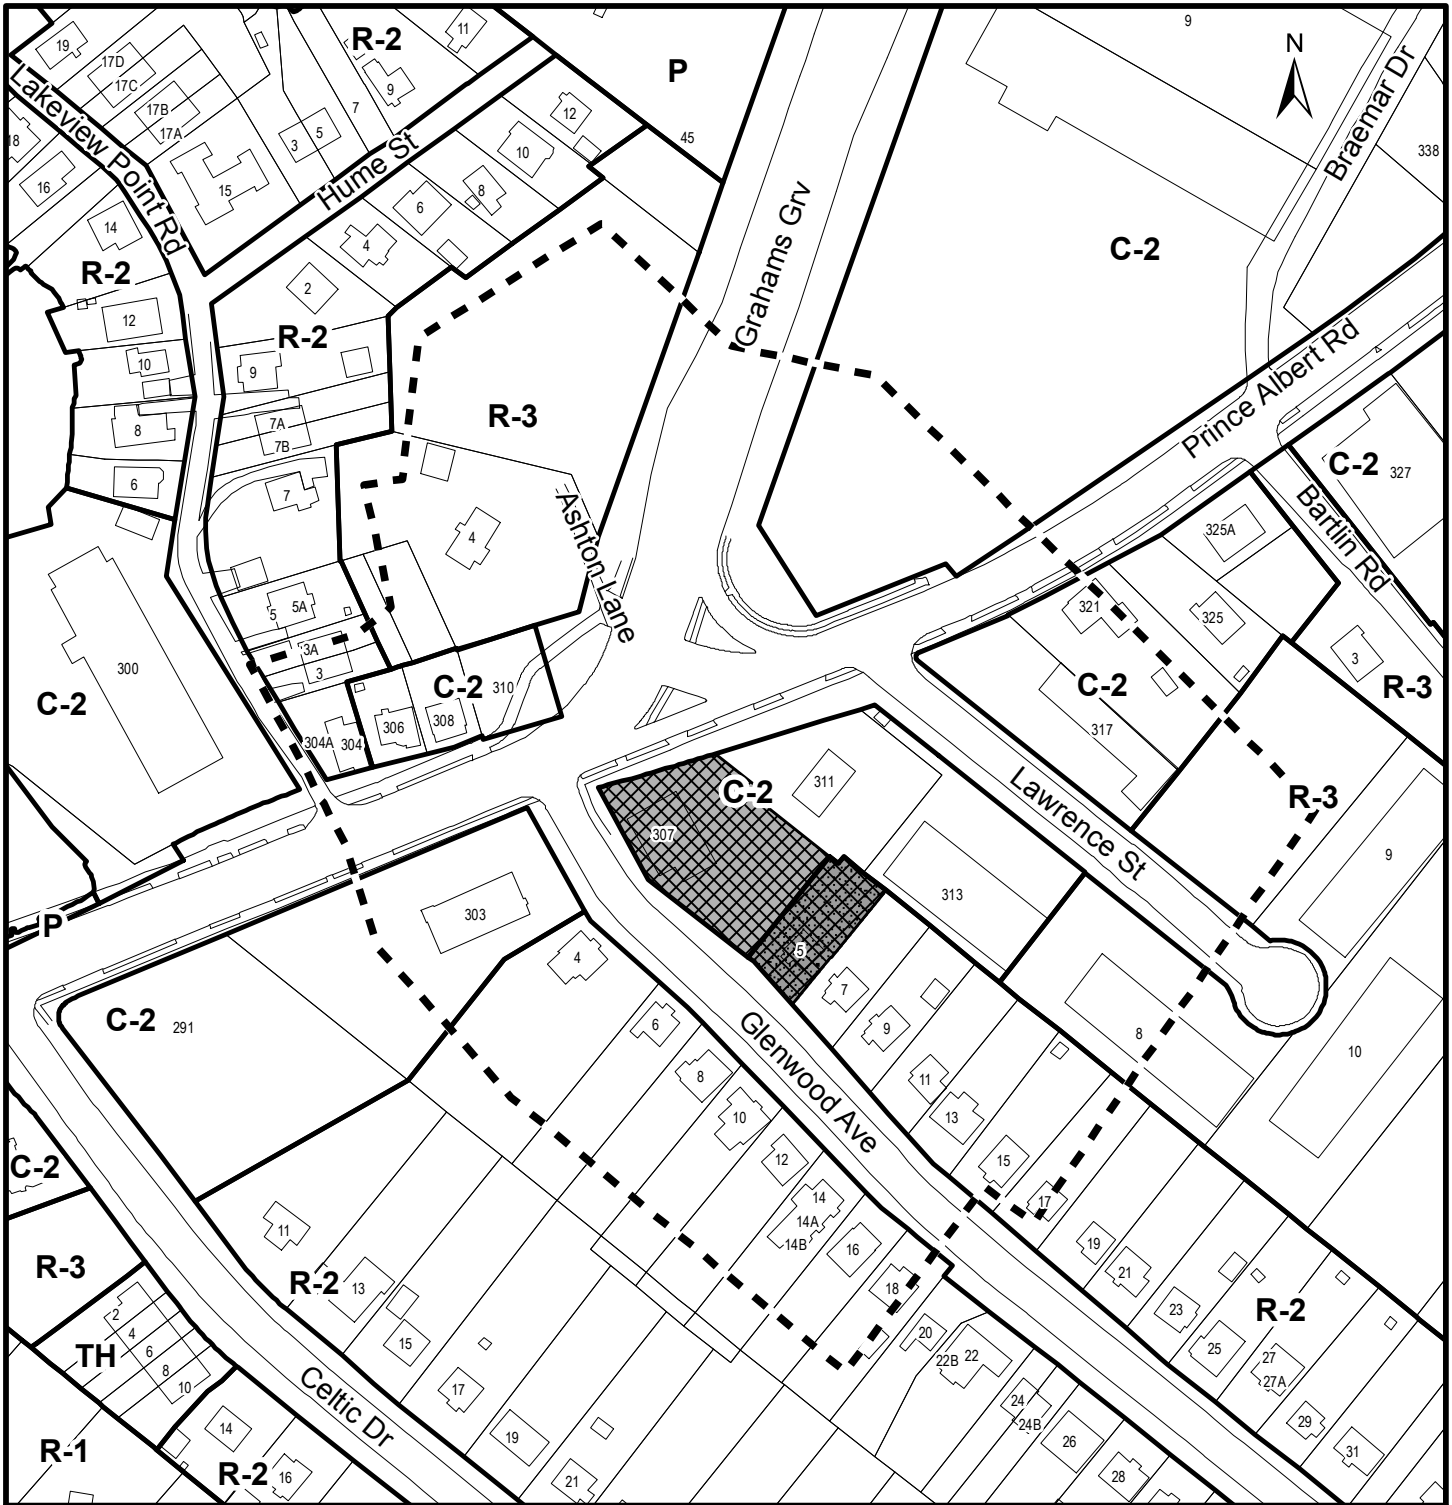 9
N
19
17D
17C
R-2
11
9
P
17B
17A
7
12
45
Braemar Dr
338
Lakeview Point Rd
18
3
5
Hume St
10
16
15
8
6
Grahams Grv
14
4
C-2
R-2
2
12
R-2
10
9
Prince Albert Rd
R-3
7A
8
7B
6
7
C-2
327
Bartlin Rd
4
Ashton Lane
325A
5
5A
321
325
3A
3
3
300
C-2
C-2
310
C-2
R-3
306
308
304A
304
317
C-2
311
Lawrence St
R-3
307
9
313
303
P
4
5
7
C-2
291
6
9
Glenwood Ave
8
10
8
11
10
13
12
15
C-2
14
17
14A
14B
11
16
19
R-3
21
R-2
13
18
23
R-2
2
4
6
8
10
TH
15
20
22B
22
25
27
27A
17
Celtic Dr
24
24B
29
14
19
26
31
R-1
R-2
16
21
28